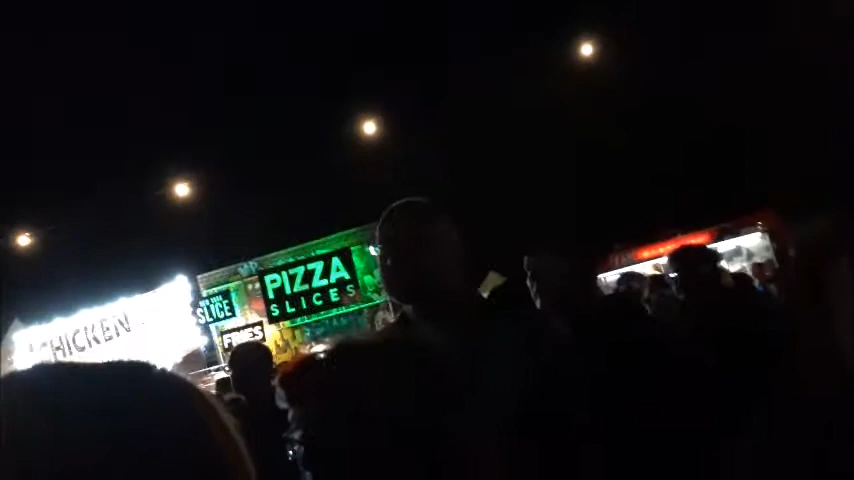 CHICKEN
NEW YORK
SLICE
FRIES
PIZZA
SLICES